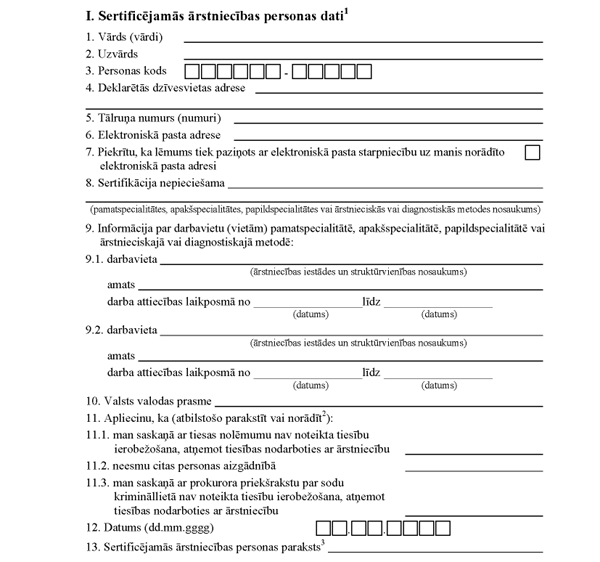 I. Sertificējamās ārstniecības personas dati1
1. Vārds (vārdi)
2. Uzvārds
3. Personas kods -
4. Deklarētās dzīvesvietas adrese
5. Tālruņa numurs (numuri)
6. Elektroniskā pasta adrese
7. Piekrītu, ka lēmums tiek paziņots ar elektroniskā pasta starpniecību uz manis norādīto
elektroniskā pasta adresi
8. Sertifikācija nepieciešama
(pamatspecialitātes, apakšspecialitātes, papildspecialitātes vai ārstnieciskās vai diagnostiskās metodes nosaukums)
9. Informācija par darbavietu (vietām) pamatspecialitātē, apakšspecialitātē, papildspecialitātē vai
ārstnieciskajā vai diagnostiskajā metodē:
9.1. darbavieta
(ārstniecības iestādes un struktūrvienības nosaukums)
amats
darba attiecības laikposmā no līdz
(datums) (datums)
9.2. darbavieta
(ārstniecības iestādes un struktūrvienības nosaukums)
amats
darba attiecības laikposmā no līdz
(datums) (datums)
10. Valsts valodas prasme
11. Apliecinu, ka (atbilstošo parakstīt vai norādīt2):
11.1. man saskaņā ar tiesas nolēmumu nav noteikta tiesību
ierobežošana, atņemot tiesības nodarboties ar ārstniecību
11.2. neesmu citas personas aizgādnībā
11.3. man saskaņā ar prokurora priekšrakstu par sodu
krimināllietā nav noteikta tiesību ierobežošana, atņemot
tiesības nodarboties ar ārstniecību
12. Datums (dd.mm.gggg) . .
13. Sertificējamās ārstniecības personas paraksts3